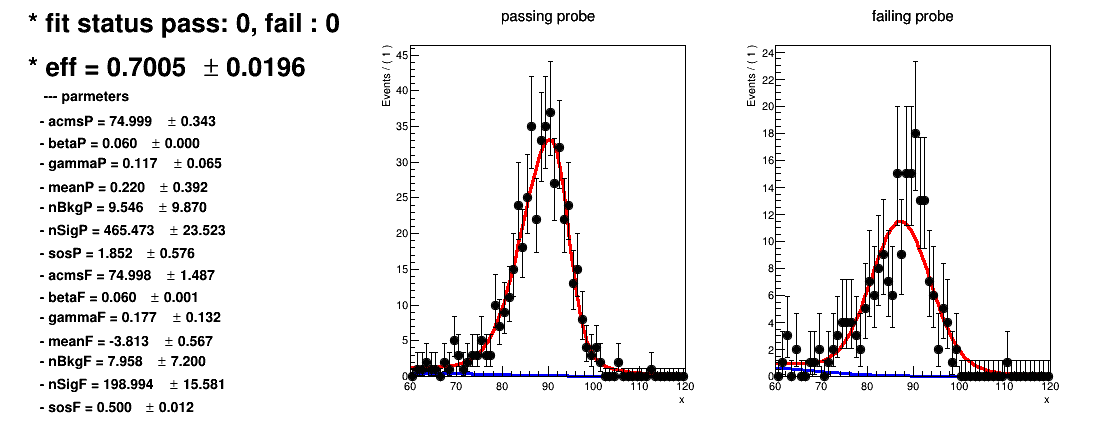 * fit status pass: 0, fail : 0
* eff = 0.7005 ± 0.0196
--- parmeters
- acmsP = 74.999 ± 0.343
- betaP = 0.060 ± 0.000
- gammaP = 0.117 ± 0.065
- meanP = 0.220 ± 0.392
- nBkgP = 9.546 ± 9.870
- nSigP = 465.473 ± 23.523
- sosP = 1.852 ± 0.576
- acmsF = 74.998 ± 1.487
- betaF = 0.060 ± 0.001
- gammaF = 0.177 ± 0.132
- meanF = -3.813 ± 0.567
- nBkgF = 7.958 ± 7.200
- nSigF = 198.994 ± 15.581
- sosF = 0.500 ± 0.012
passing probe
Events / ( 1 )
45
40
35
30
25
20
15
10
5
0
60 70 80 90 100 110 120
x
failing probe
Events / ( 1 )
24
22
20
18
16
14
12
10
8
6
4
2
0
60 70 80 90 100 110 120
x